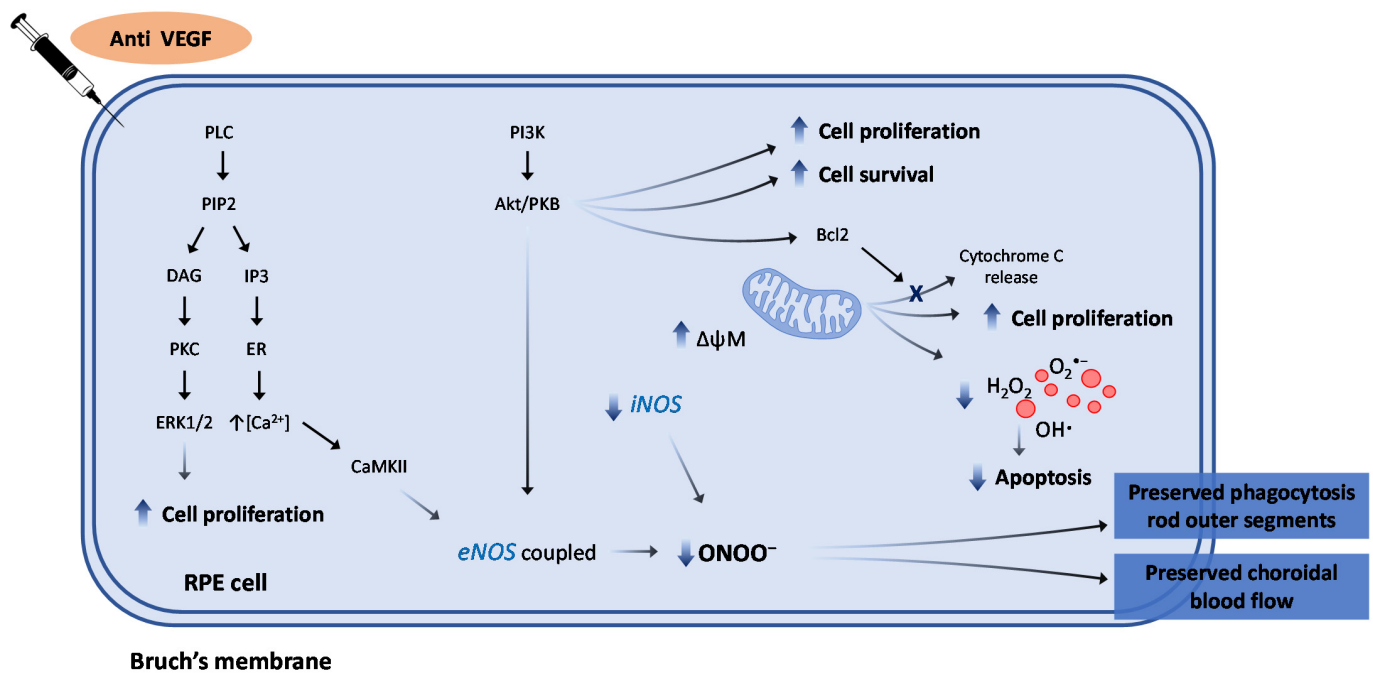 Anti VEGF
PLC
PIP2
DAG
IP3
PKC
ER
ERK1/2
↑[Ca²⁺]
CaMKII
Cell proliferation
RPE cell
PI3K
Akt/PKB
Cell proliferation
Cell survival
Bcl2
Cytochrome C
release
X
Cell proliferation
ΔψM
iNOS
H₂O₂
O₂•⁻
OH•
Apoptosis
eNOS coupled
ONOO⁻
Preserved phagocytosis
rod outer segments
Preserved choroidal
blood flow
Bruch’s membrane